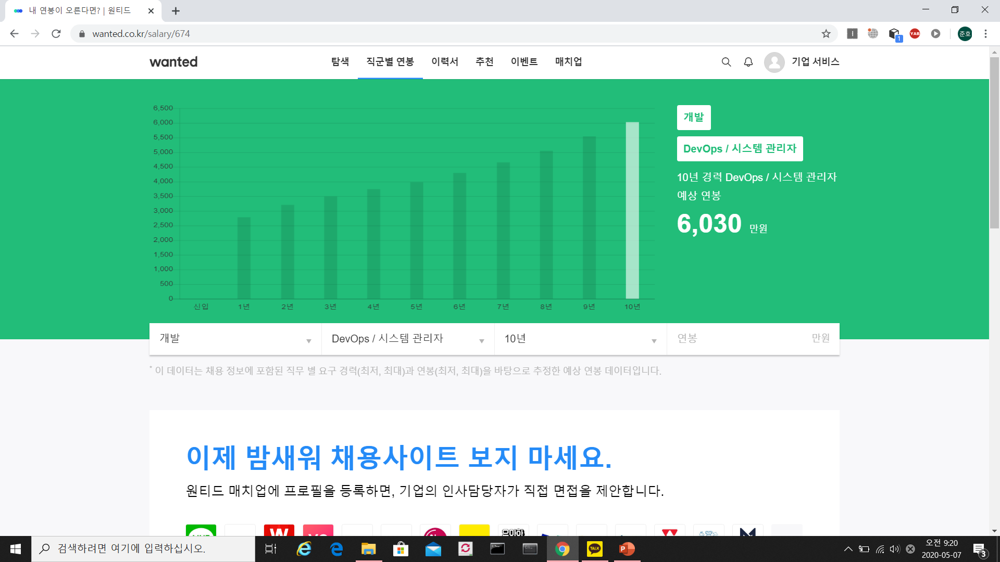 내 연봉이 오른다면? | 원티드
wanted.co.kr/salary/674
I
1
YAB
준호
wanted
탐색
직군별 연봉
이력서
추천
이벤트
매치업
기업 서비스
6,500
6,000
5,500
5,000
4,500
4,000
3,500
3,000
2,500
2,000
1,500
1,000
500
0
신입
1년
2년
3년
4년
5년
6년
7년
8년
9년
10년
개발
DevOps / 시스템 관리자
10년 경력 DevOps / 시스템 관리자
예상 연봉
6,030 만원
개발
DevOps / 시스템 관리자
10년
연봉
만원
* 이 데이터는 채용 정보에 포함된 직무 별 요구 경력(최저, 최대)과 연봉(최저, 최대)을 바탕으로 추정한 예상 연봉 데이터입니다.
이제 밤새워 채용사이트 보지 마세요.
원티드 매치업에 프로필을 등록하면, 기업의 인사담당자가 직접 면접을 제안합니다.
W
검색하려면 여기에 입력하십시오.
TALK
P
오전 9:20
2020-05-07
3